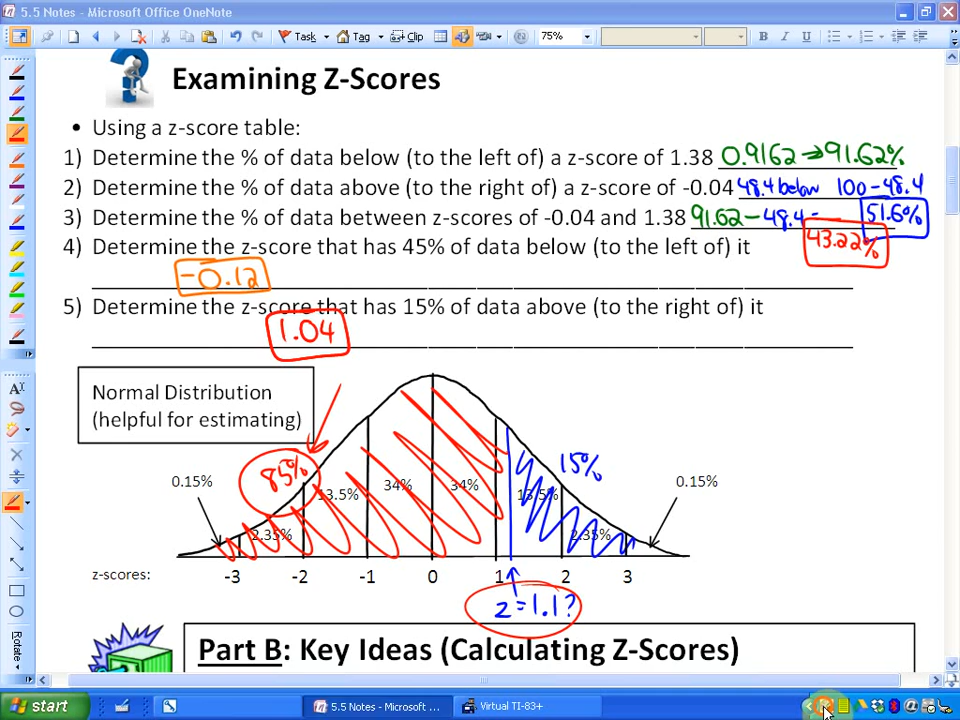 5.5 Notes - Microsoft Office OneNote
Task Tag Clip 75% B I U
?
Examining Z-Scores
• Using a z-score table:
1) Determine the % of data below (to the left of) a z-score of 1.38 0.9162 → 91.62%
2) Determine the % of data above (to the right of) a z-score of -0.04 48.4 below 100 - 48.4
51.6%
3) Determine the % of data between z-scores of -0.04 and 1.38 91.62 - 48.4 =
43.22%
4) Determine the z-score that has 45% of data below (to the left of) it
-0.12
5) Determine the z-score that has 15% of data above (to the right of) it
1.04
Normal Distribution
(helpful for estimating)
85%
15%
0.15% 13.5% 34% 34% 13.5% 0.15%
2.35% 2.35%
z-scores: -3 -2 -1 0 1 2 3
z = 1.1?
Part B: Key Ideas (Calculating Z-Scores)
A
Rotate
start 5.5 Notes - Microsoft ... Virtual TI-83+